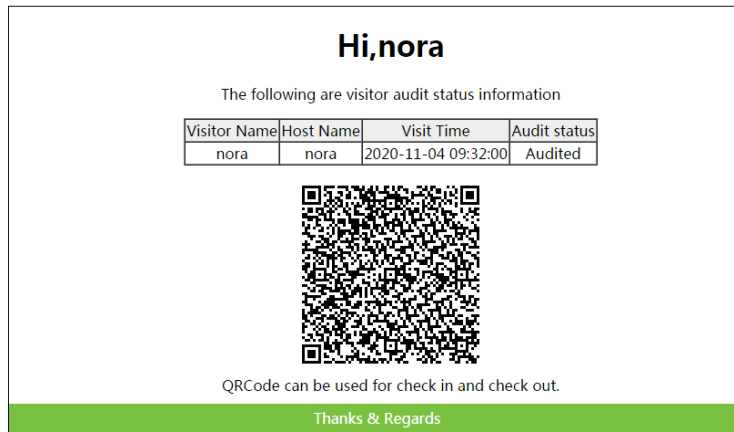 Hi,nora
The following are visitor audit status information
Visitor Name Host Name Visit Time Audit status
nora nora 2020-11-04 09:32:00 Audited
QRCode can be used for check in and check out.
Thanks & Regards